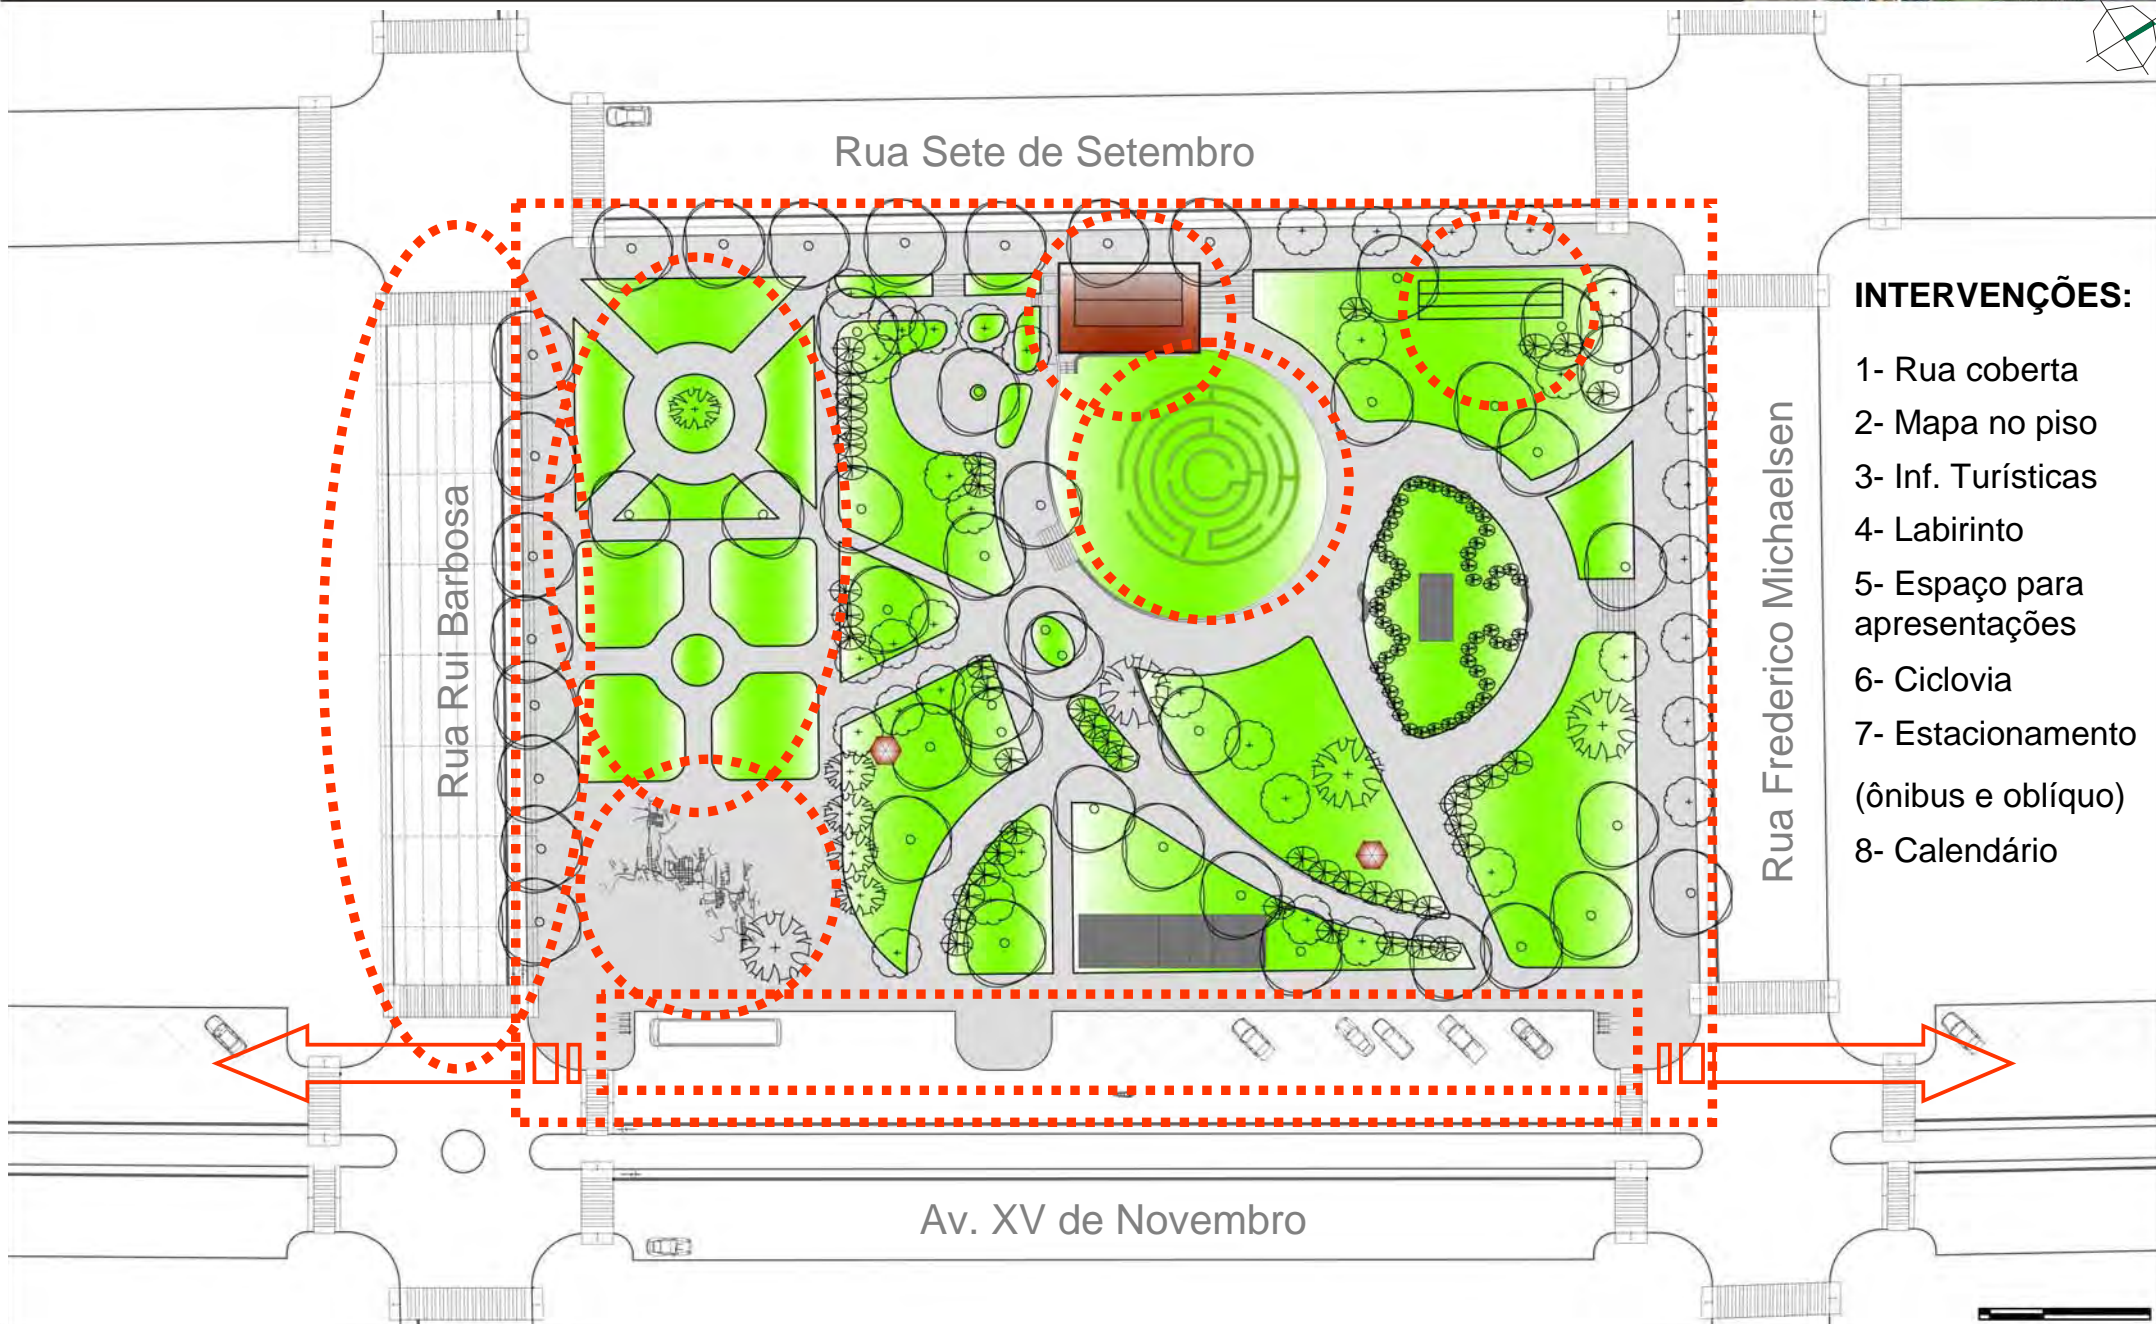 Rua Sete de Setembro
Rua Rui Barbosa
Rua Frederico Michaelsen
Av. XV de Novembro
INTERVENÇÕES:
1- Rua coberta
2- Mapa no piso
3- Inf. Turísticas
4- Labirinto
5- Espaço para
apresentações
6- Ciclovia
7- Estacionamento
(ônibus e oblíquo)
8- Calendário